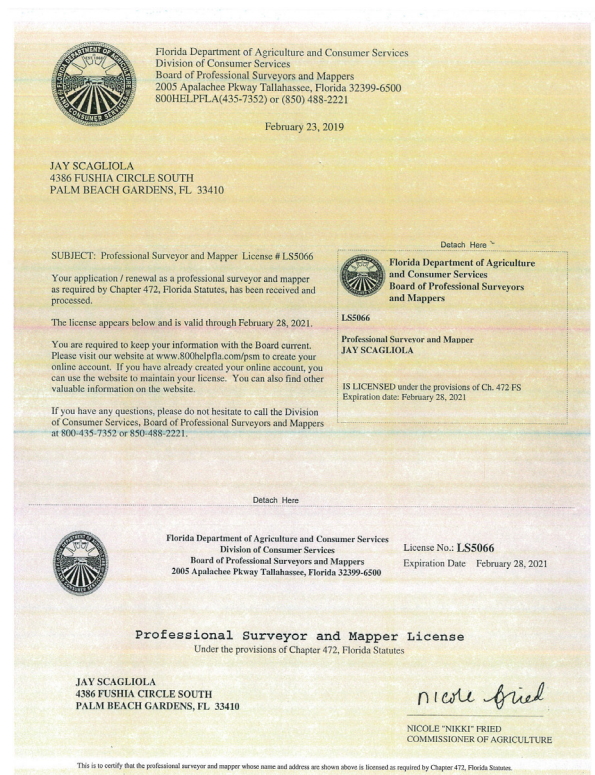 Florida Department of Agriculture and Consumer Services
Division of Consumer Services
Board of Professional Surveyors and Mappers
2005 Apalachee Pkway Tallahassee, Florida 32399-6500
800HELPFLA(435-7352) or (850) 488-2221
February 23, 2019
JAY SCAGLIOLA
4386 FUSHIA CIRCLE SOUTH
PALM BEACH GARDENS, FL 33410
SUBJECT: Professional Surveyor and Mapper License # LS5066
Your application / renewal as a professional surveyor and mapper
as required by Chapter 472, Florida Statutes, has been received and
processed.
The license appears below and is valid through February 28, 2021.
You are required to keep your information with the Board current.
Please visit our website at www.800helpfla.com/psm to create your
online account. If you have already created your online account, you
can use the website to maintain your license. You can also find other
valuable information on the website.
If you have any questions, please do not hesitate to call the Division
of Consumer Services, Board of Professional Surveyors and Mappers
at 800-435-7352 or 850-488-2221.
Detach Here
Florida Department of Agriculture
and Consumer Services
Board of Professional Surveyors
and Mappers
LS5066
Professional Surveyor and Mapper
JAY SCAGLIOLA
IS LICENSED under the provisions of Ch. 472 FS
Expiration date: February 28, 2021
Detach Here
Florida Department of Agriculture and Consumer Services
Division of Consumer Services
Board of Professional Surveyors and Mappers
2005 Apalachee Pkway Tallahassee, Florida 32399-6500
License No.: LS5066
Expiration Date February 28, 2021
Professional Surveyor and Mapper License
Under the provisions of Chapter 472, Florida Statutes
JAY SCAGLIOLA
4386 FUSHIA CIRCLE SOUTH
PALM BEACH GARDENS, FL 33410
nicole fried
NICOLE "NIKKI" FRIED
COMMISSIONER OF AGRICULTURE
This is to certify that the professional surveyor and mapper whose name and address are shown above is licensed as required by Chapter 472, Florida Statutes.